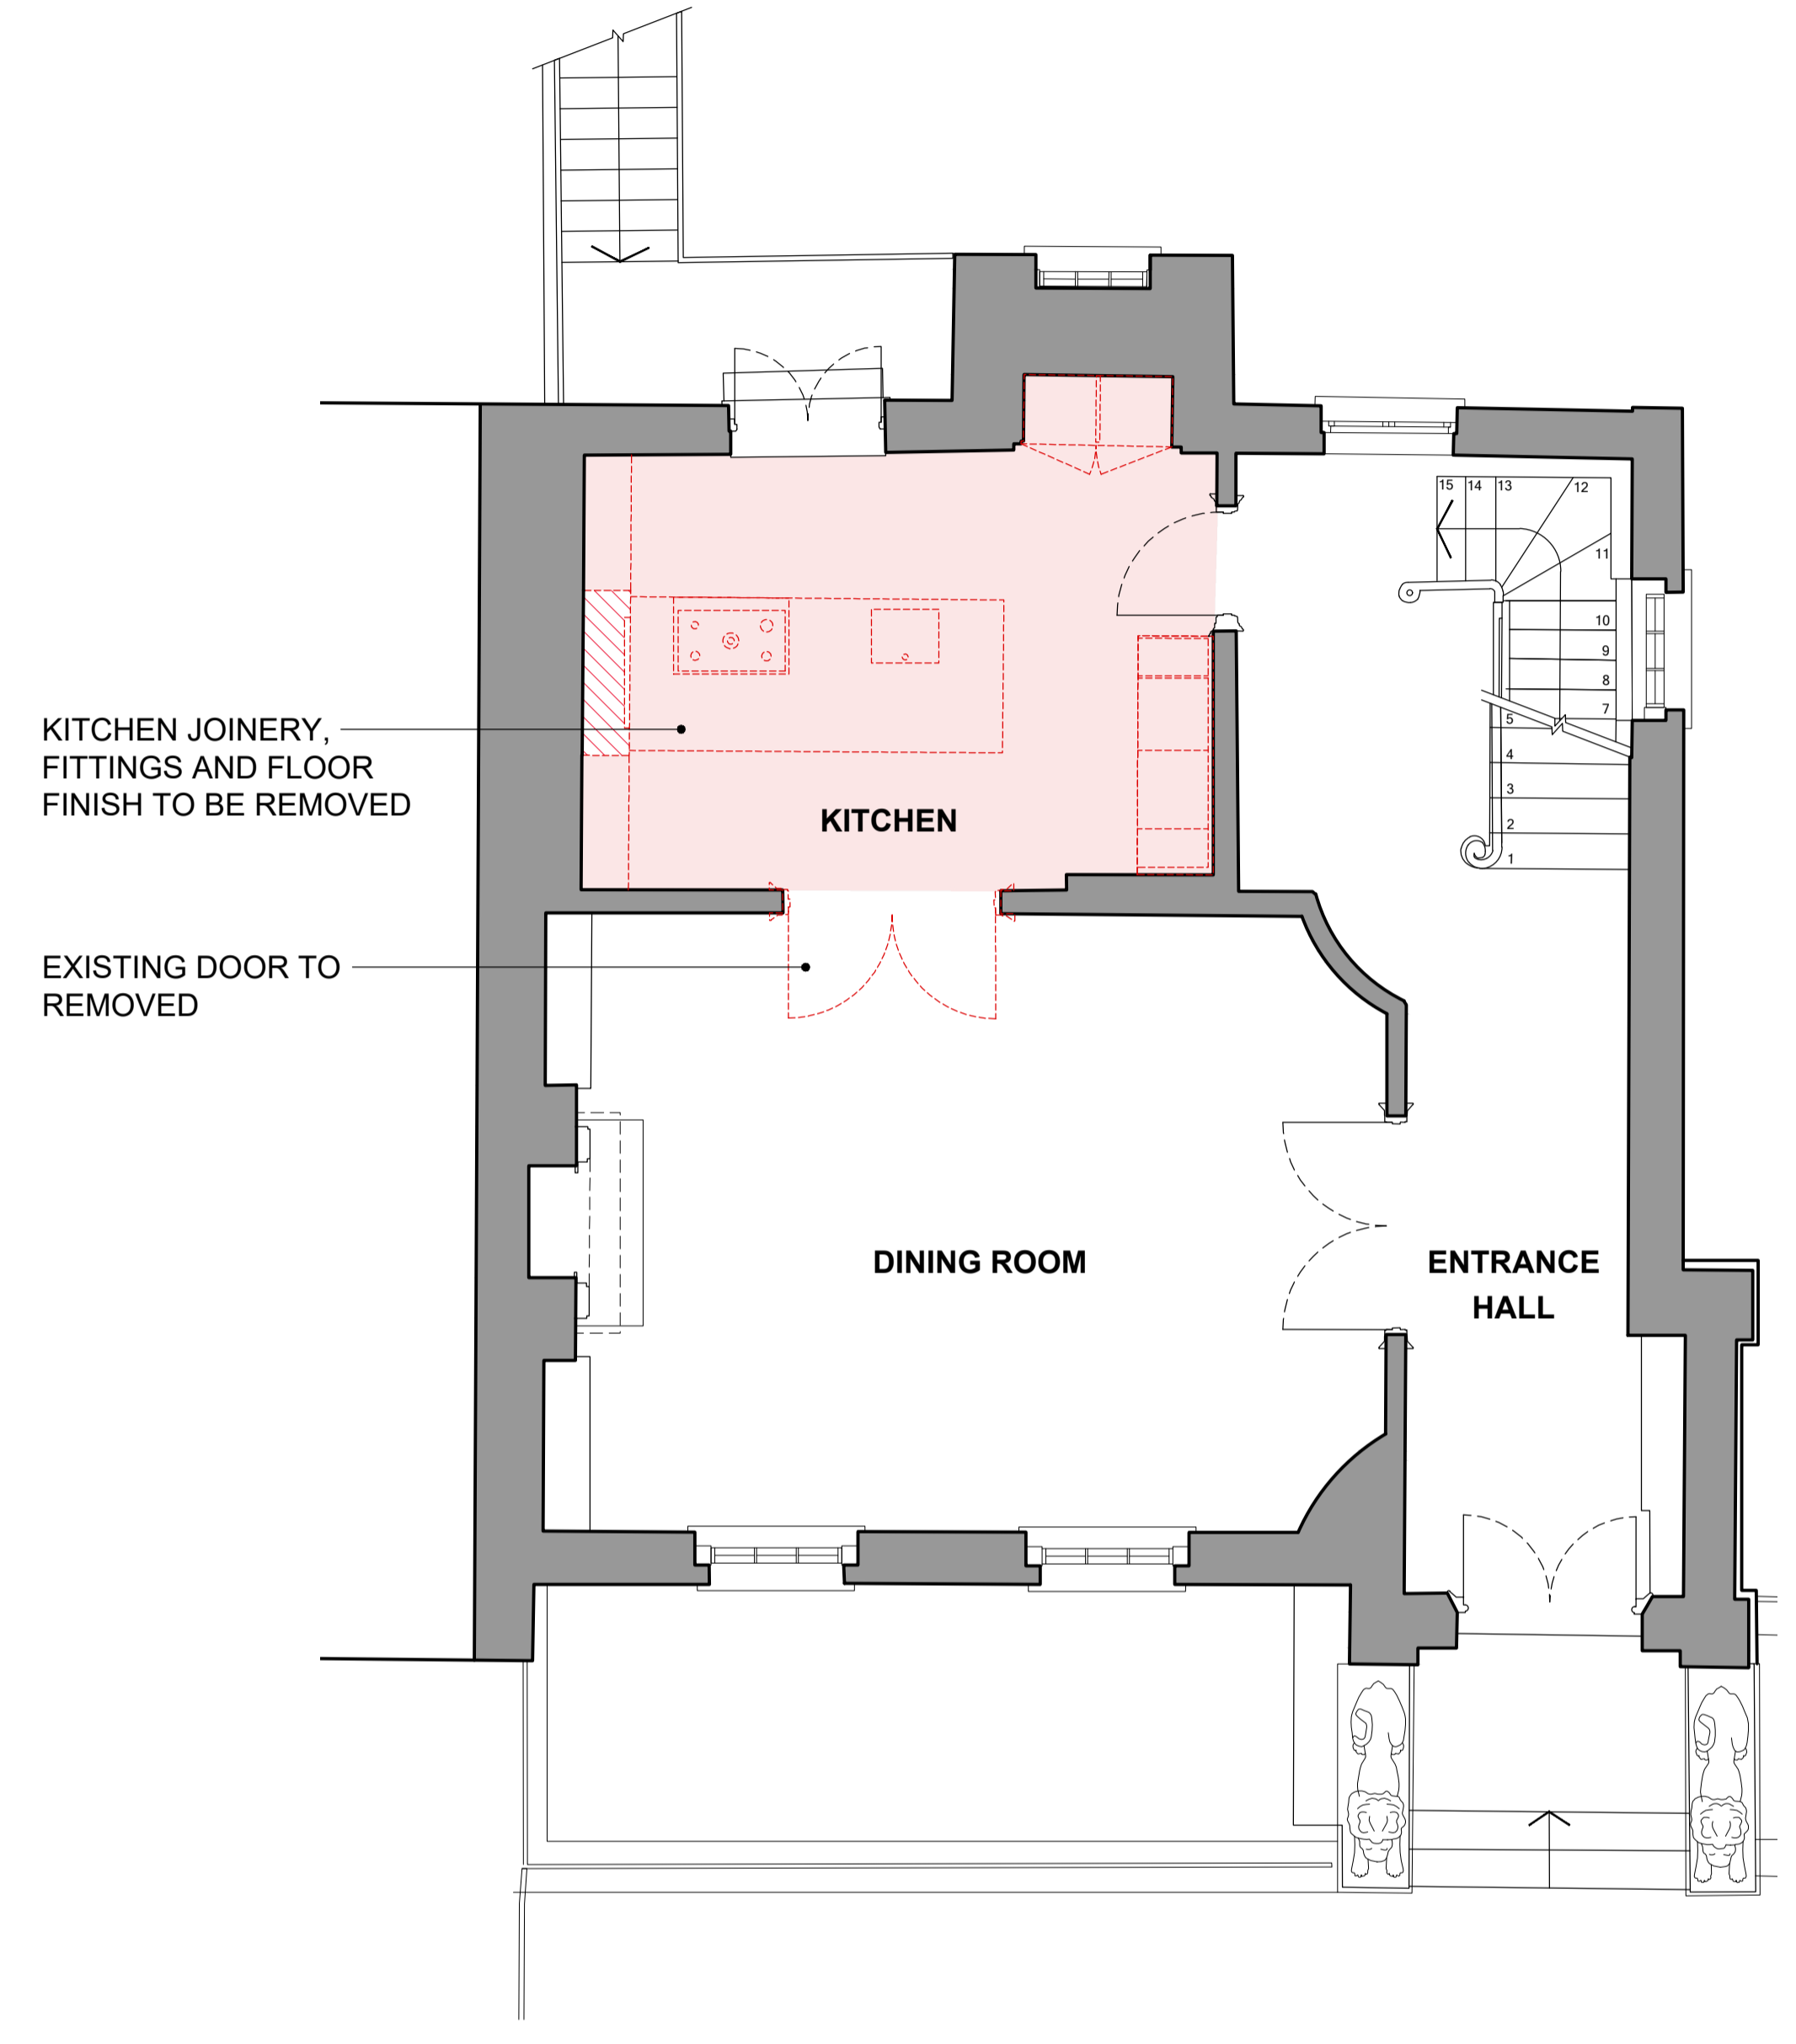 15 14 13 12
11
10
9
8
7
5
4
3
2
1
KITCHEN JOINERY,
FITTINGS AND FLOOR
FINISH TO BE REMOVED
KITCHEN
EXISTING DOOR TO
REMOVED
DINING ROOM
ENTRANCE
HALL